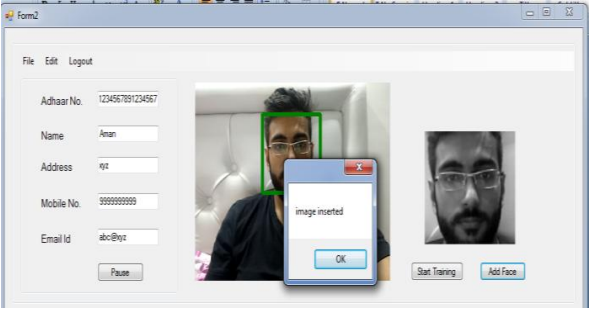 Form2
File Edit Logout
Adhaar No. 1234567891234567
Name Aman
Address xyz
Mobile No. 9999999999
Email Id abc@xyz
Pause
image inserted
OK
Start Training Add Face